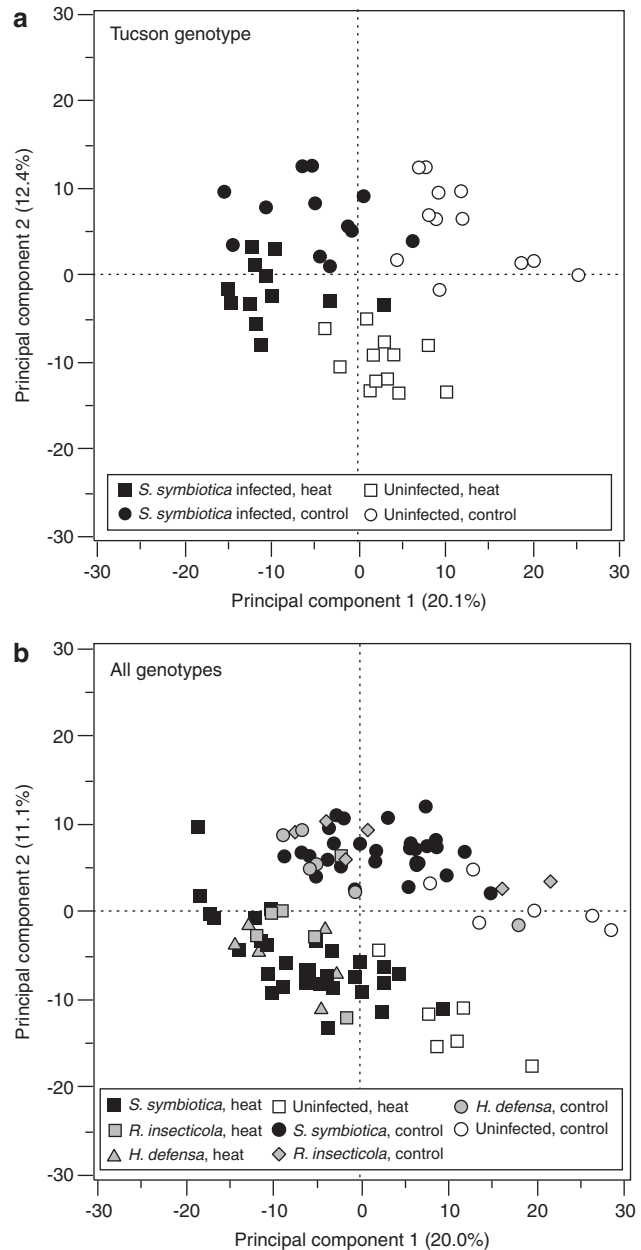 a
Tucson genotype
30
20
10
0
-10
-20
-30
Principal component 2 (12.4%)
S. symbiotica infected, heat
Uninfected, heat
S. symbiotica infected, control
Uninfected, control
-30
-20
-10
0
10
20
30
Principal component 1 (20.1%)
b
All genotypes
30
20
10
0
-10
-20
-30
Principal component 2 (11.1%)
S. symbiotica, heat
Uninfected, heat
H. defensa, control
R. insecticola, heat
S. symbiotica, control
Uninfected, control
H. defensa, heat
R. insecticola, control
-30
-20
-10
0
10
20
30
Principal component 1 (20.0%)